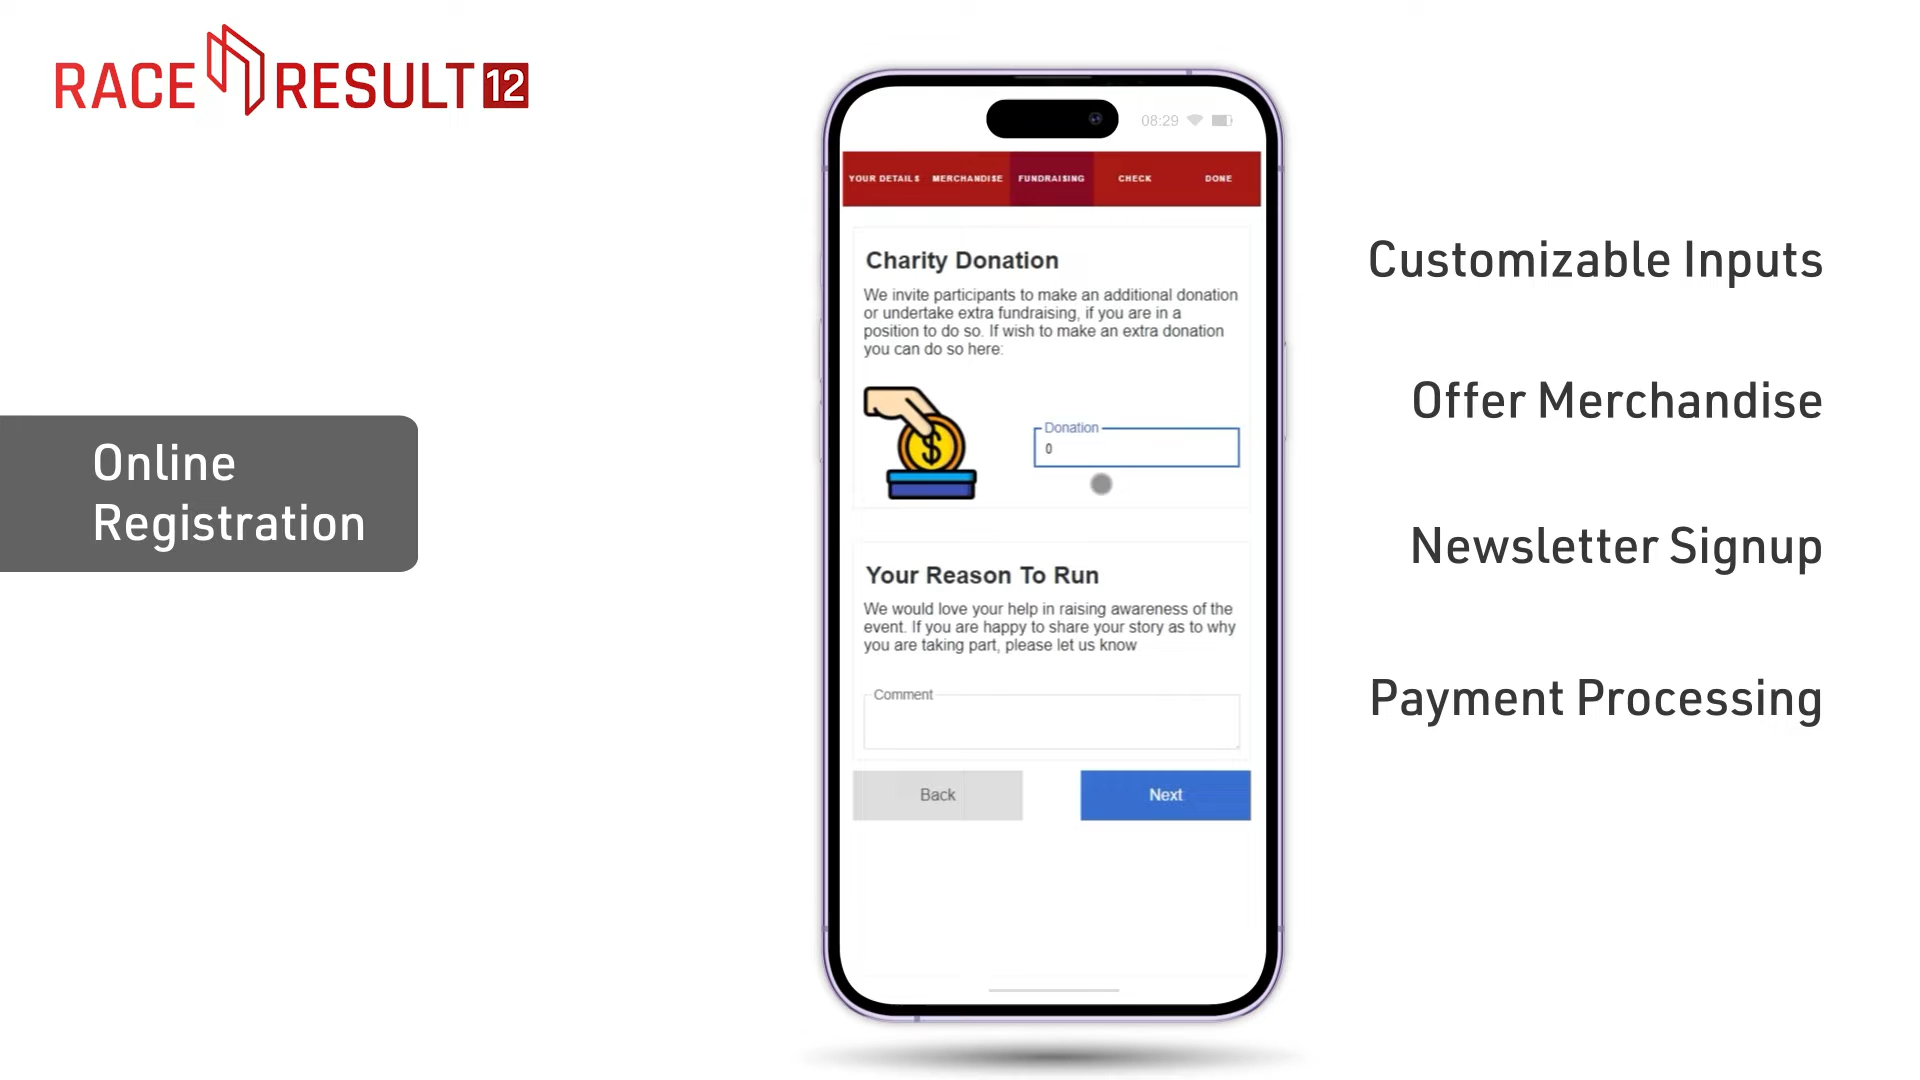 RACE RESULT 12
08:29
YOUR DETAILS MERCHANDISE FUNDRAISING CHECK DONE
Charity Donation
We invite participants to make an additional donation
or undertake extra fundraising, if you are in a
position to do so. If wish to make an extra donation
you can do so here:
$
Donation
0
Your Reason To Run
We would love your help in raising awareness of the
event. If you are happy to share your story as to why
you are taking part, please let us know
Comment
Back
Next
Online
Registration
Customizable Inputs
Offer Merchandise
Newsletter Signup
Payment Processing